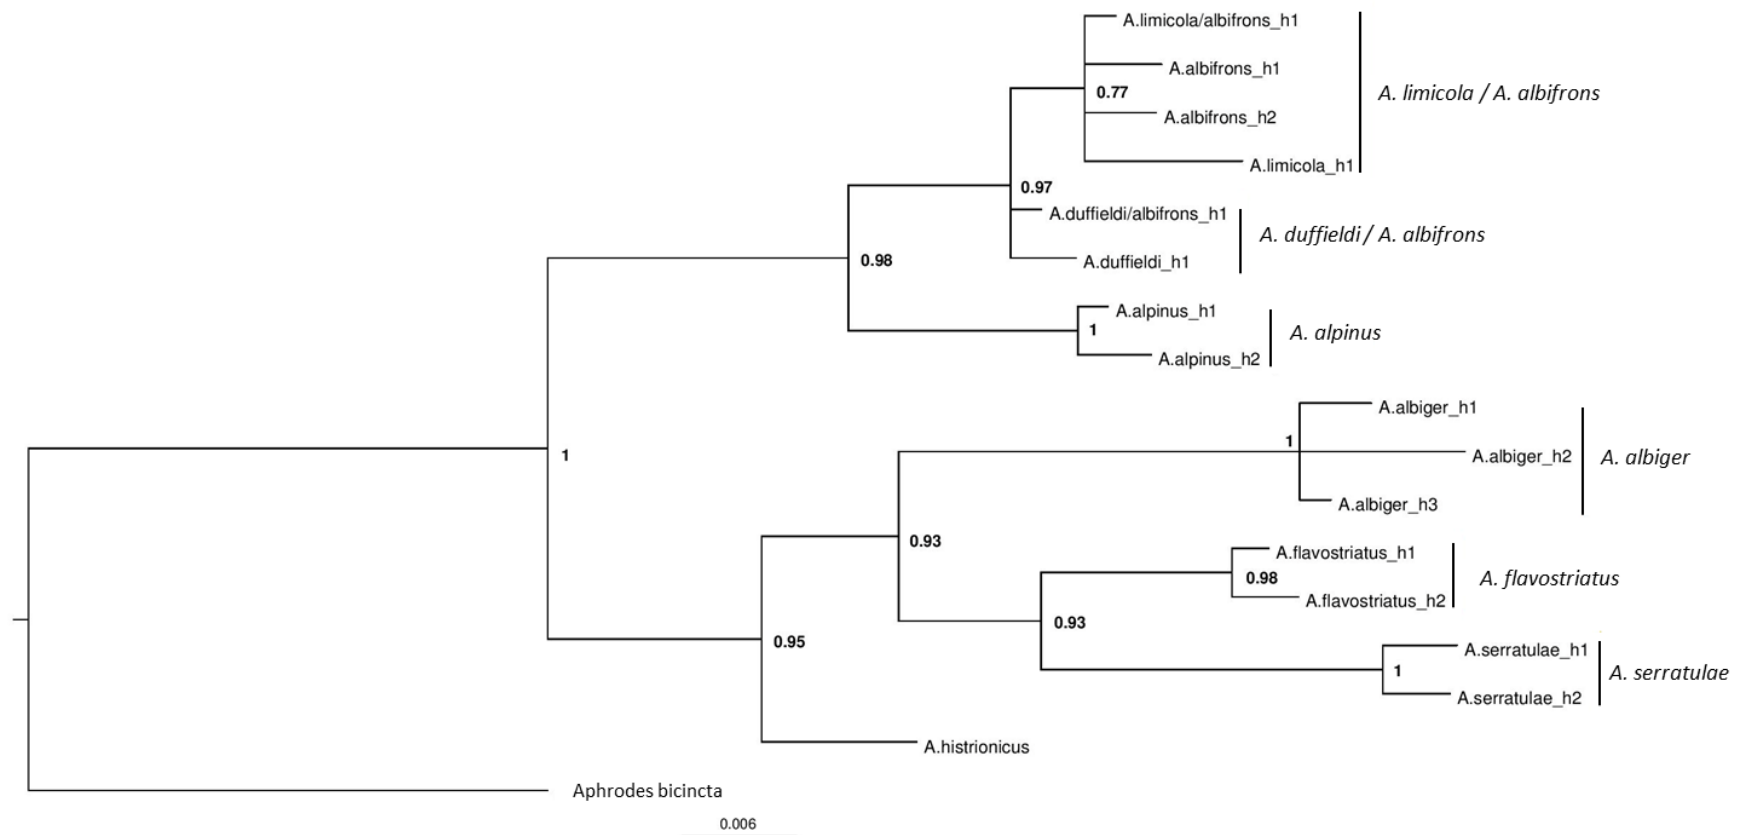 A.limicola/albifrons_h1
A.albifrons_h1
0.77
A. limicola / A. albifrons
A.albifrons_h2
A.limicola_h1
0.97
A.duffieldi/albifrons_h1
A. duffieldi / A. albifrons
0.98
A.duffieldi_h1
A.alpinus_h1
1
A. alpinus
A.alpinus_h2
A.albiger_h1
1
1
A.albiger_h2
A. albiger
A.albiger_h3
0.93
A.flavostriatus_h1
0.98
A. flavostriatus
A.flavostriatus_h2
0.93
0.95
A.serratulae_h1
1
A. serratulae
A.serratulae_h2
A.histrionicus
Aphrodes bicincta
0.006